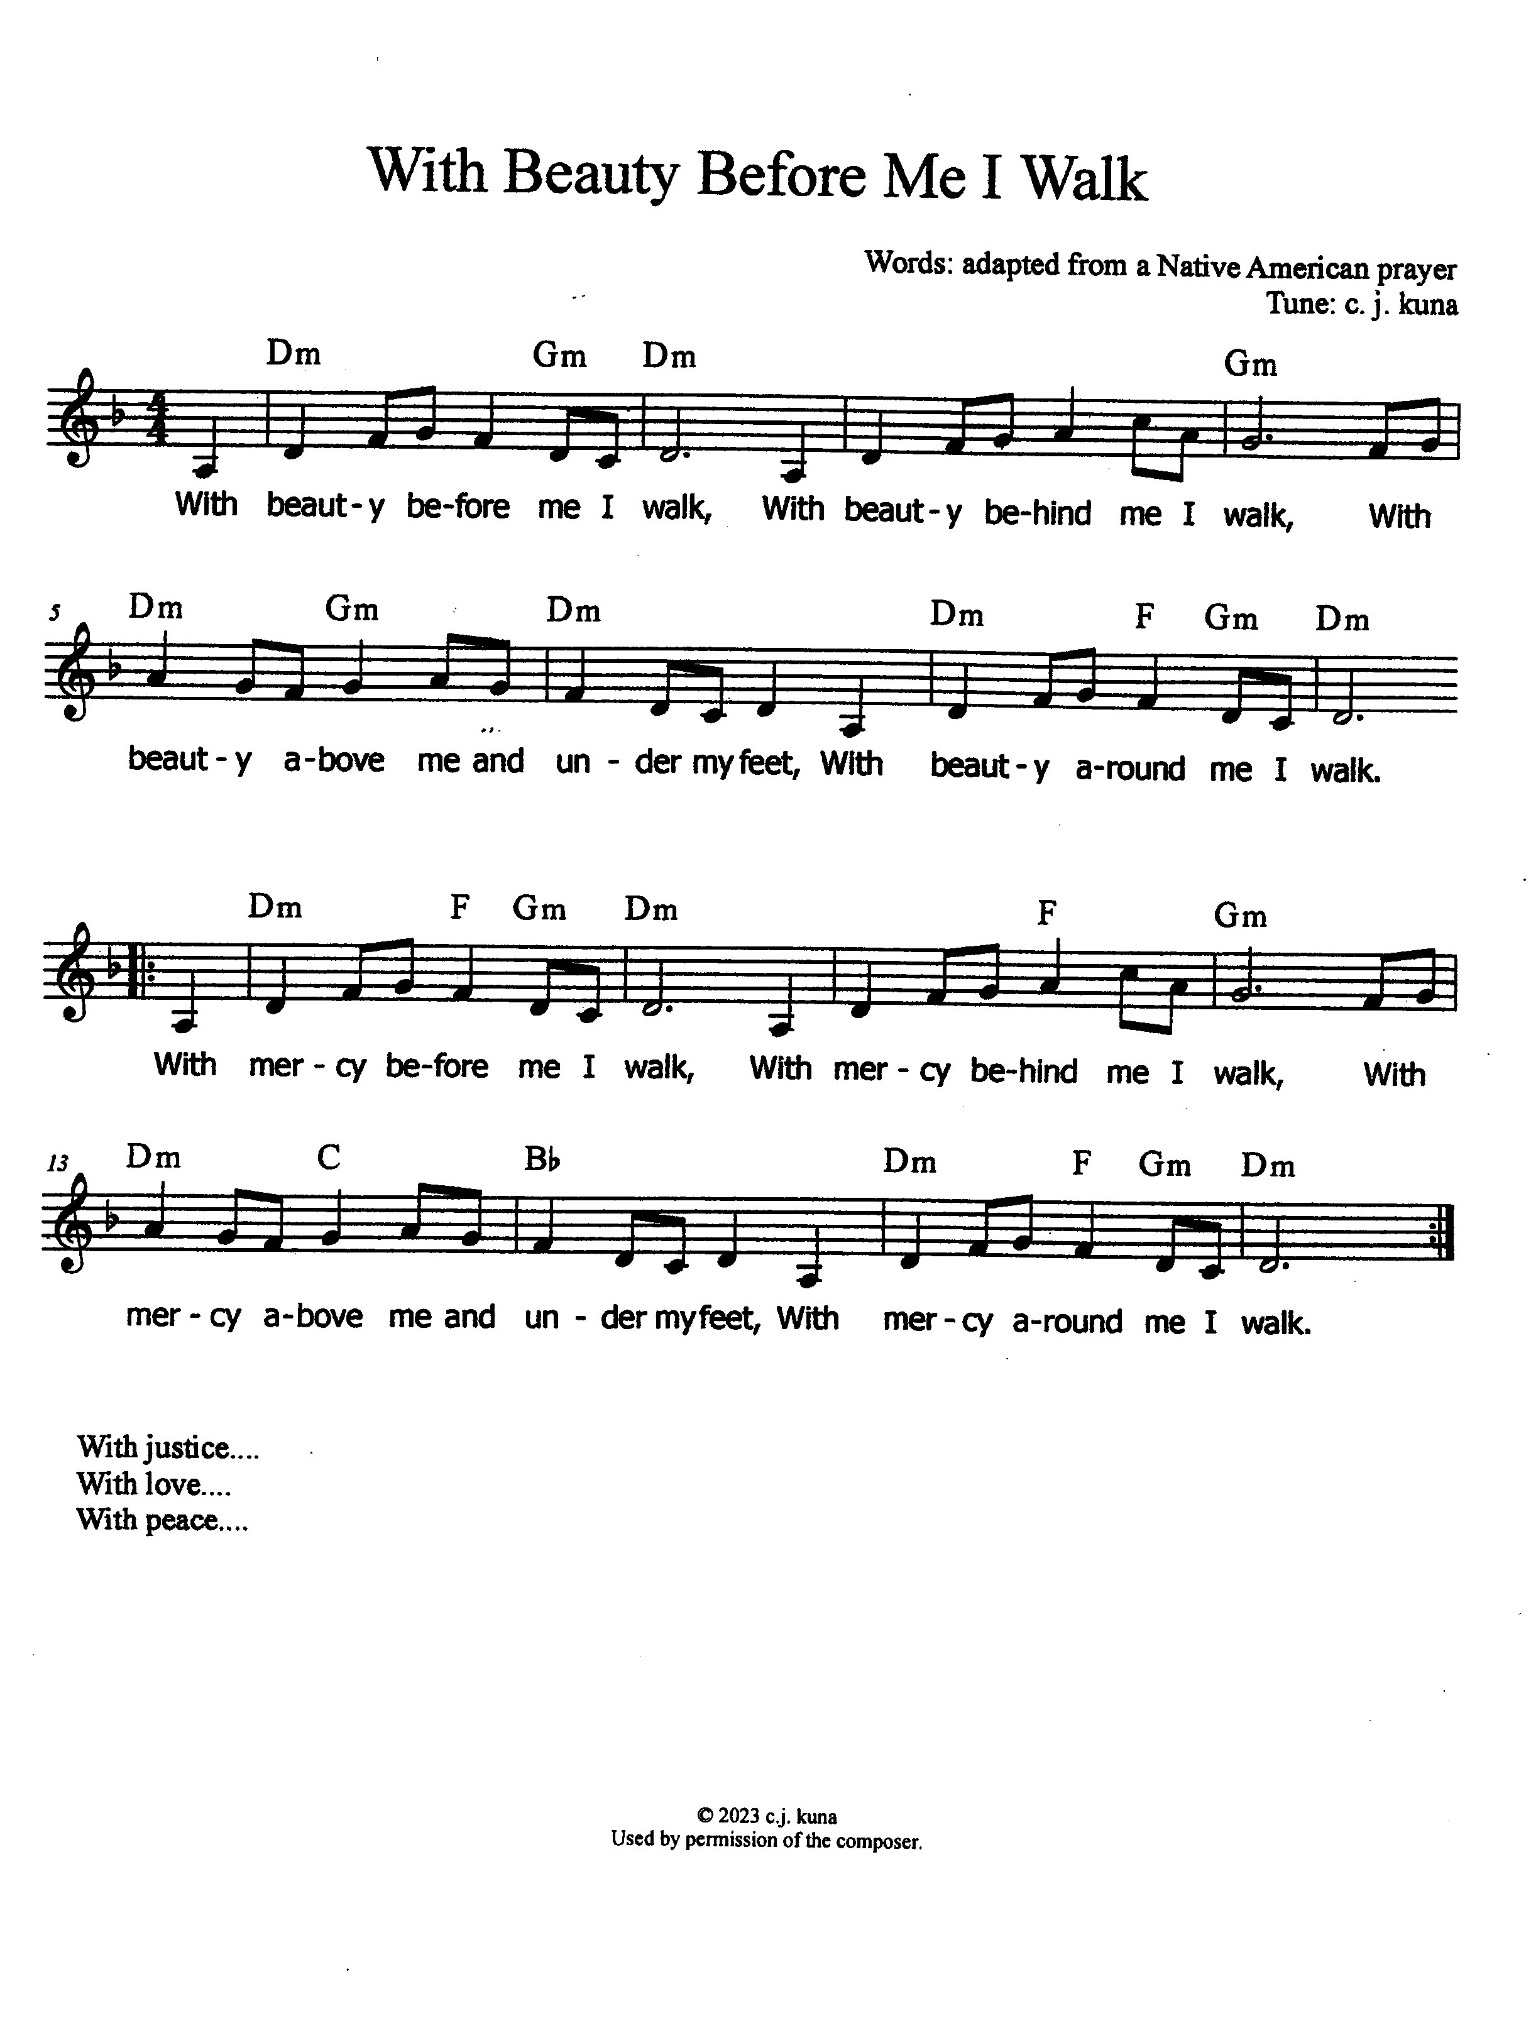 With Beauty Before Me I Walk
Words: adapted from a Native American prayer
Tune: c. j. kuna
Dm Gm Dm Gm
4 4
With beaut - y be-fore me I walk, With beaut - y be-hind me I walk, With
5 Dm Gm Dm Dm F Gm Dm
beaut - y a-bove me and un - der my feet, With beaut - y a-round me I walk.
Dm F Gm Dm F Gm
With mer - cy be-fore me I walk, With mer - cy be-hind me I walk, With
13 Dm C B♭ Dm F Gm Dm
mer - cy a-bove me and un - der my feet, With mer - cy a-round me I walk.
With justice....
With love....
With peace....
© 2023 c.j. kuna
Used by permission of the composer.